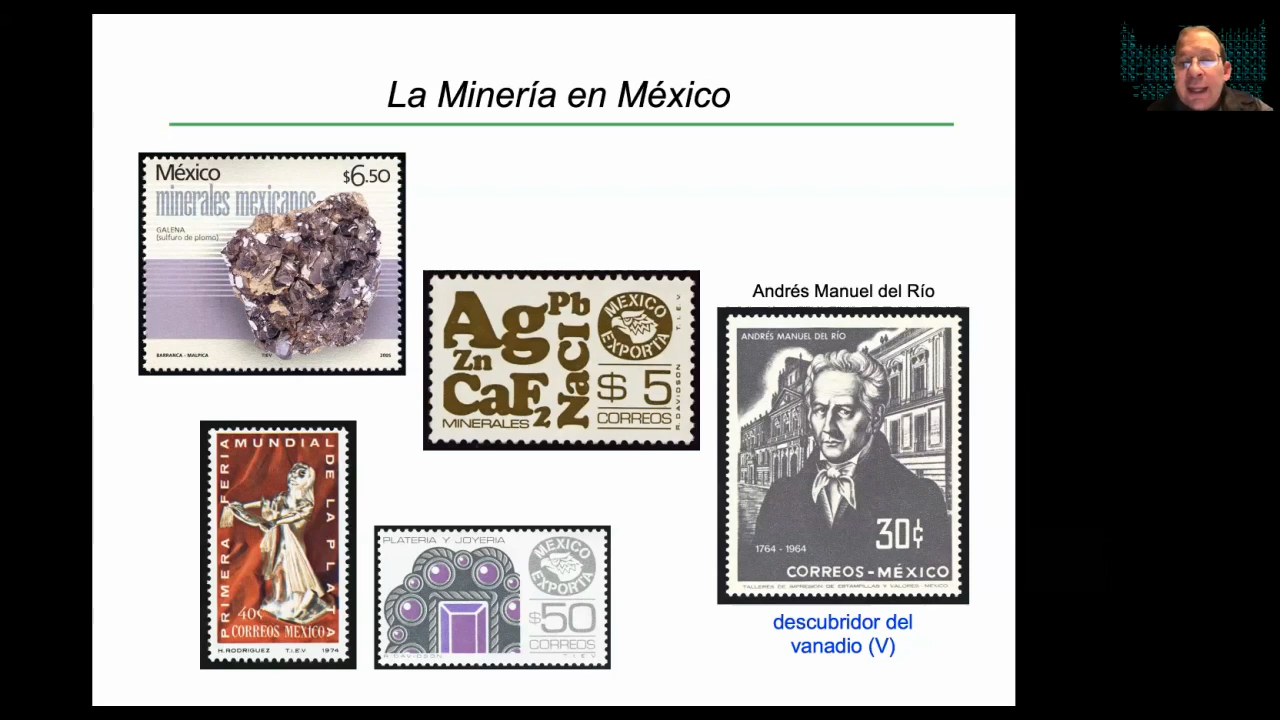 La Minería en México
México
$6.50
minerales mexicanos
GALENA
(sulfuro de plomo)
BARRANCA - MALPICA
T.I.E.V.
2005
Ag
Pb
Zn
NaCl
CaF2
MINERALES
MEXICO
EXPORTA
T.I.E.V
$ 5
CORREOS
R.DAVIDSON
Andrés Manuel del Río
ANDRÉS MANUEL DEL RÍO
30¢
1764 - 1964
CORREOS-MÉXICO
TALLERES DE IMPRESION DE ESTAMPILLAS Y VALORES - MEXICO
descubridor del
vanadio (V)
PRIMERA FERIA
MUNDIAL
DE LA PLATA
40¢
CORREOS MEXICO
H.RODRIGUEZ T.I.E.V 1974
PLATERIA Y JOYERIA
MEXICO
EXPORTA
$50
CORREOS
R.DAVIDSON
T.I.E.V